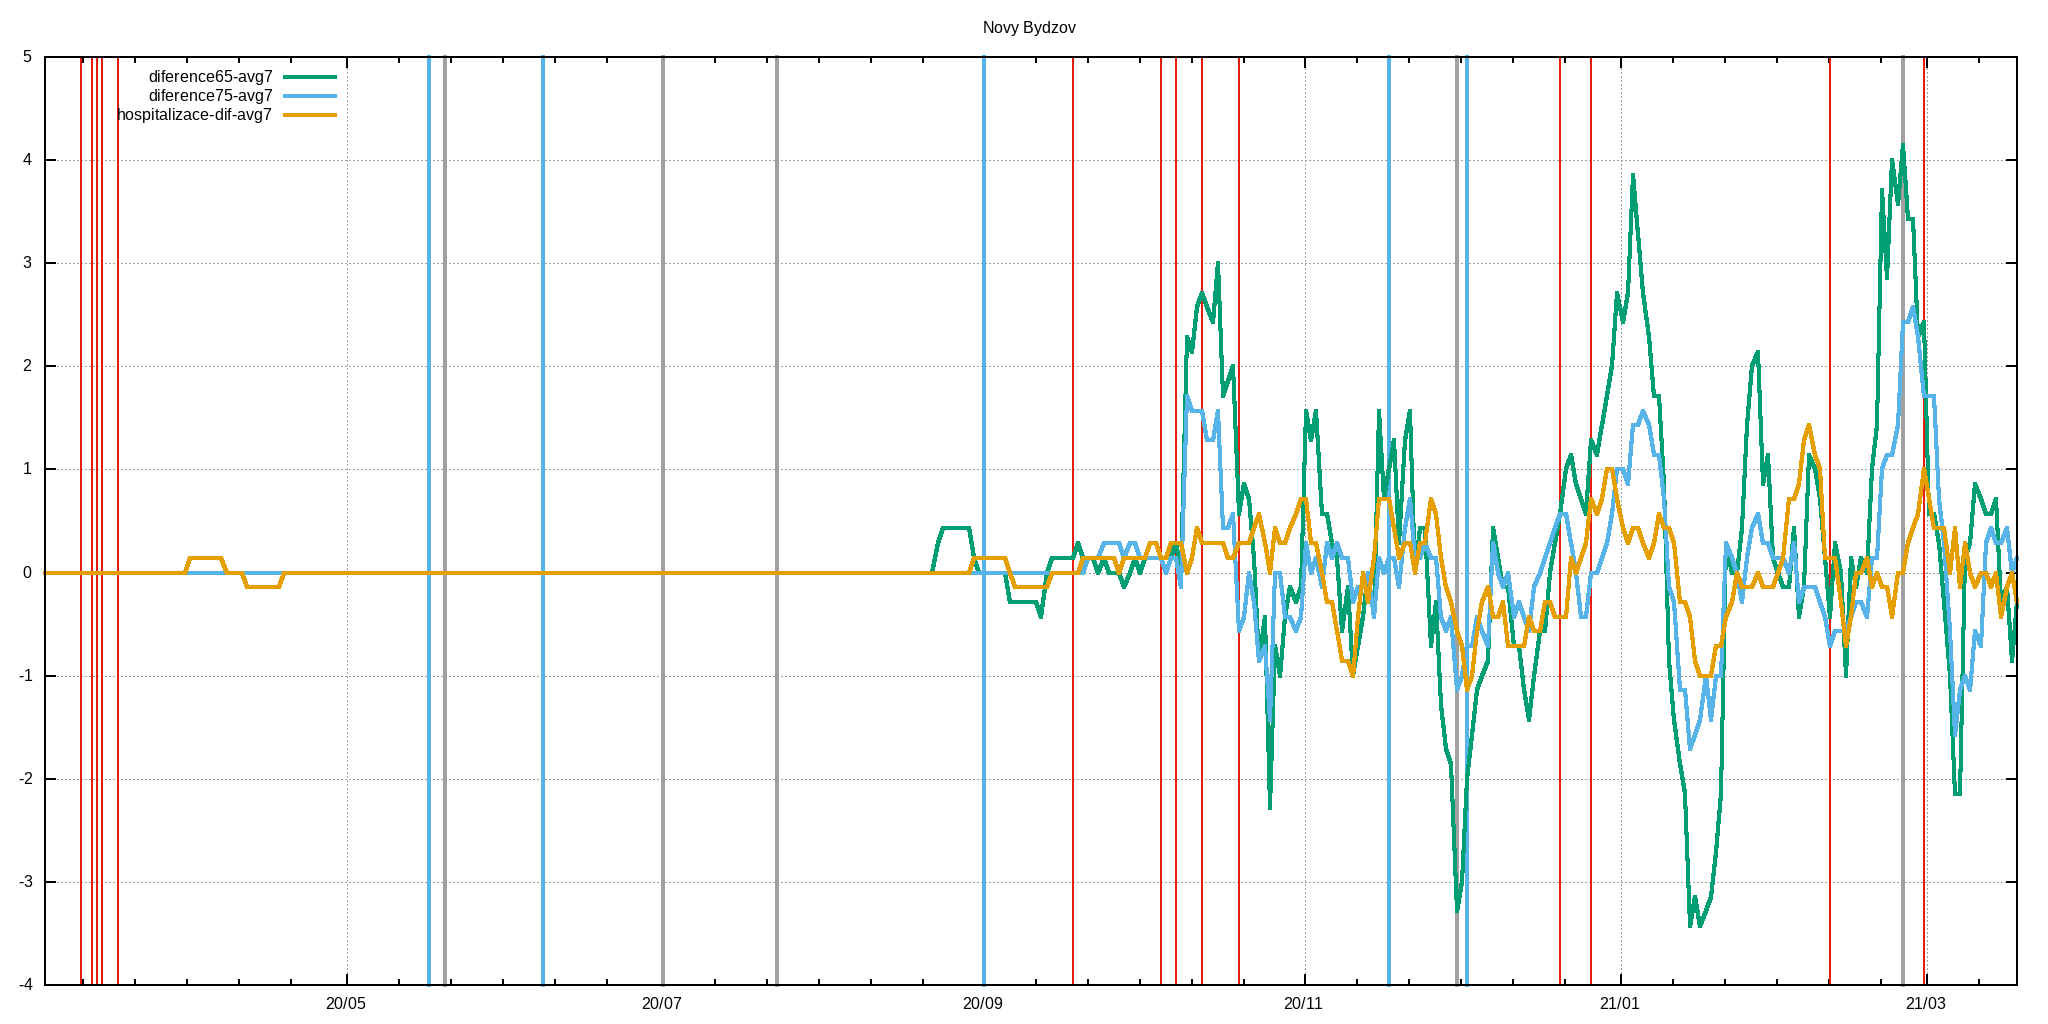 Novy Bydzov
5
diference65-avg7
diference75-avg7
hospitalizace-dif-avg7
4
3
2
1
0
-1
-2
-3
-4
20/05 20/07 20/09 20/11 21/01 21/03